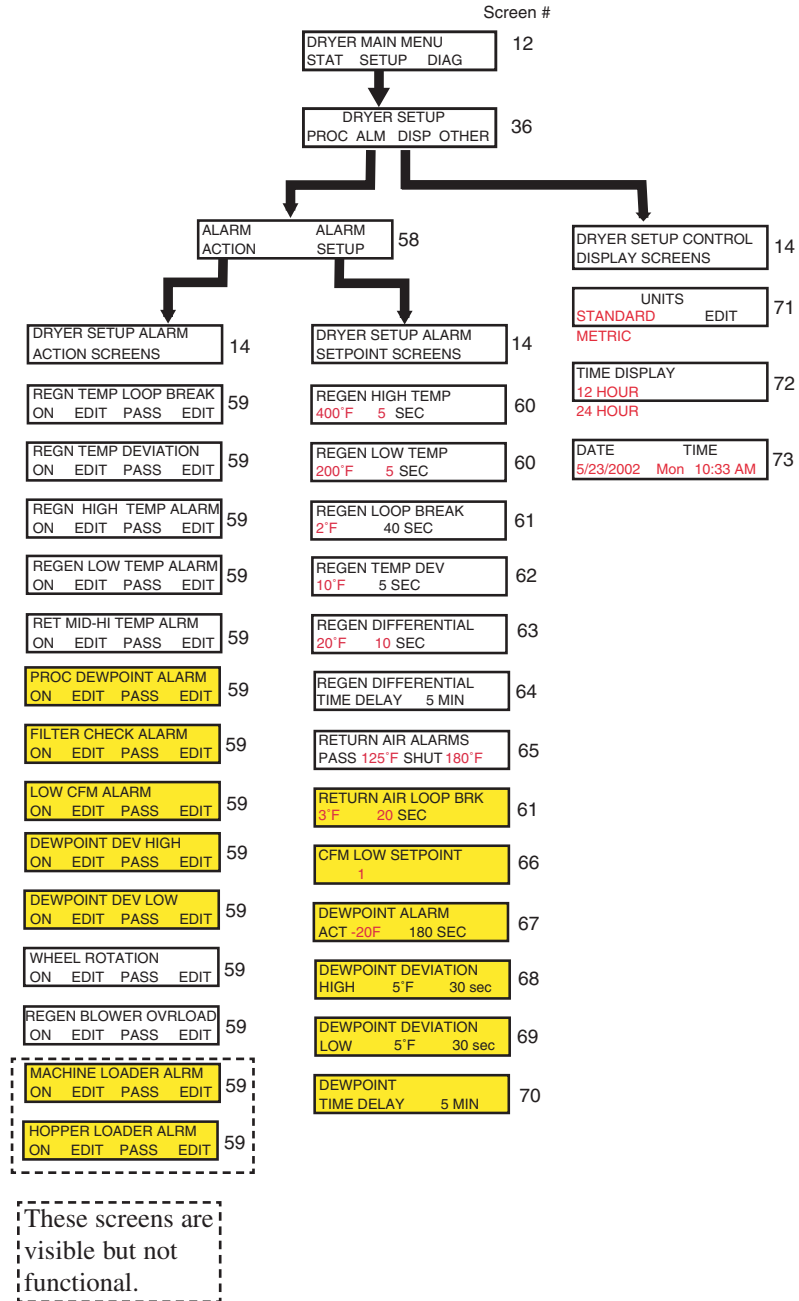 Screen #
DRYER MAIN MENU
STAT SETUP DIAG
12
DRYER SETUP
PROC ALM DISP OTHER
36
ALARM ALARM
ACTION SETUP
58
DRYER SETUP ALARM
ACTION SCREENS
14
REGN TEMP LOOP BREAK
ON EDIT PASS EDIT
59
REGN TEMP DEVIATION
ON EDIT PASS EDIT
59
REGN HIGH TEMP ALARM
ON EDIT PASS EDIT
59
REGEN LOW TEMP ALARM
ON EDIT PASS EDIT
59
RET MID-HI TEMP ALRM
ON EDIT PASS EDIT
59
PROC DEWPOINT ALARM
ON EDIT PASS EDIT
59
FILTER CHECK ALARM
ON EDIT PASS EDIT
59
LOW CFM ALARM
ON EDIT PASS EDIT
59
DEWPOINT DEV HIGH
ON EDIT PASS EDIT
59
DEWPOINT DEV LOW
ON EDIT PASS EDIT
59
WHEEL ROTATION
ON EDIT PASS EDIT
59
REGEN BLOWER OVRLOAD
ON EDIT PASS EDIT
59
MACHINE LOADER ALRM
ON EDIT PASS EDIT
59
HOPPER LOADER ALRM
ON EDIT PASS EDIT
59
These screens are
visible but not
functional.
DRYER SETUP ALARM
SETPOINT SCREENS
14
REGEN HIGH TEMP
400°F 5 SEC
60
REGEN LOW TEMP
200°F 5 SEC
60
REGEN LOOP BREAK
2°F 40 SEC
61
REGEN TEMP DEV
10°F 5 SEC
62
REGEN DIFFERENTIAL
20°F 10 SEC
63
REGEN DIFFERENTIAL
TIME DELAY 5 MIN
64
RETURN AIR ALARMS
PASS 125°F SHUT 180°F
65
RETURN AIR LOOP BRK
3°F 20 SEC
61
CFM LOW SETPOINT
1
66
DEWPOINT ALARM
ACT -20F 180 SEC
67
DEWPOINT DEVIATION
HIGH 5°F 30 sec
68
DEWPOINT DEVIATION
LOW 5°F 30 sec
69
DEWPOINT
TIME DELAY 5 MIN
70
DRYER SETUP CONTROL
DISPLAY SCREENS
14
UNITS
STANDARD EDIT
METRIC
71
TIME DISPLAY
12 HOUR
24 HOUR
72
DATE TIME
5/23/2002 Mon 10:33 AM
73